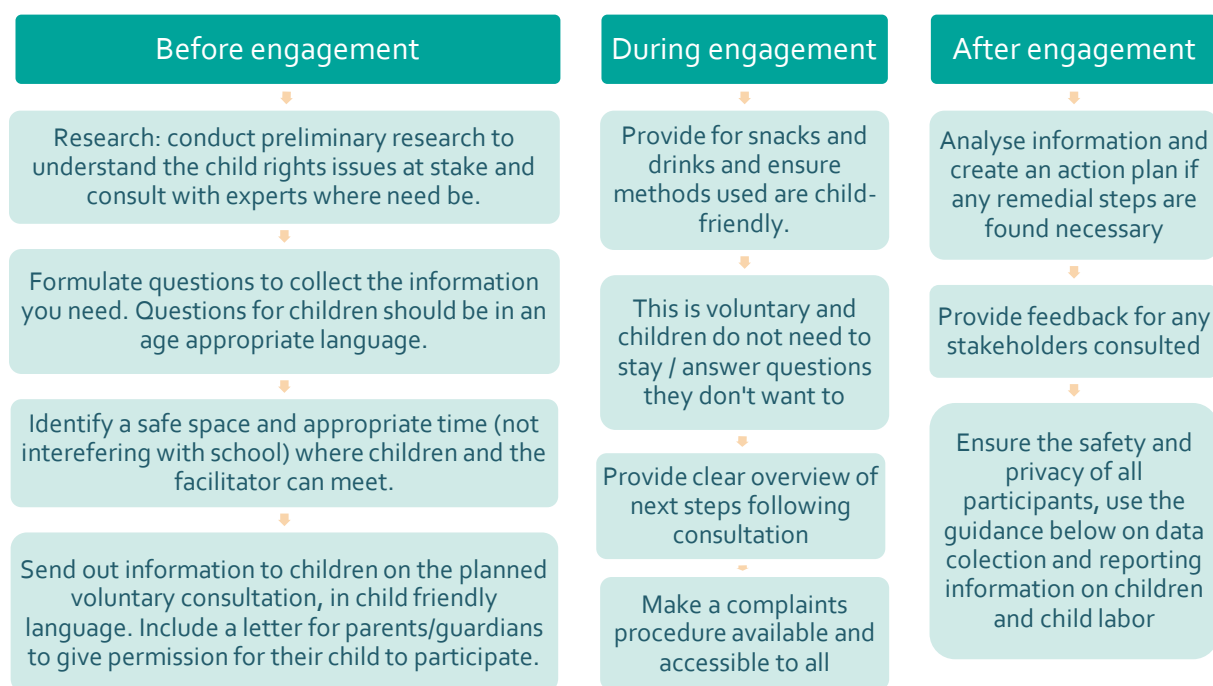 Before engagement
Research: conduct preliminary research to
understand the child rights issues at stake and
consult with experts where need be.
Formulate questions to collect the information
you need. Questions for children should be in an
age appropriate language.
Identify a safe space and appropriate time (not
interefering with school) where children and the
facilitator can meet.
Send out information to children on the planned
voluntary consultation, in child friendly
language. Include a letter for parents/guardians
to give permission for their child to participate.
During engagement
Provide for snacks and
drinks and ensure
methods used are child-
friendly.
This is voluntary and
children do not need to
stay / answer questions
they don't want to
Provide clear overview of
next steps following
consultation
Make a complaints
procedure available and
accessible to all
After engagement
Analyse information and
create an action plan if
any remedial steps are
found necessary
Provide feedback for any
stakeholders consulted
Ensure the safety and
privacy of all
participants, use the
guidance below on data
colection and reporting
information on children
and child labor